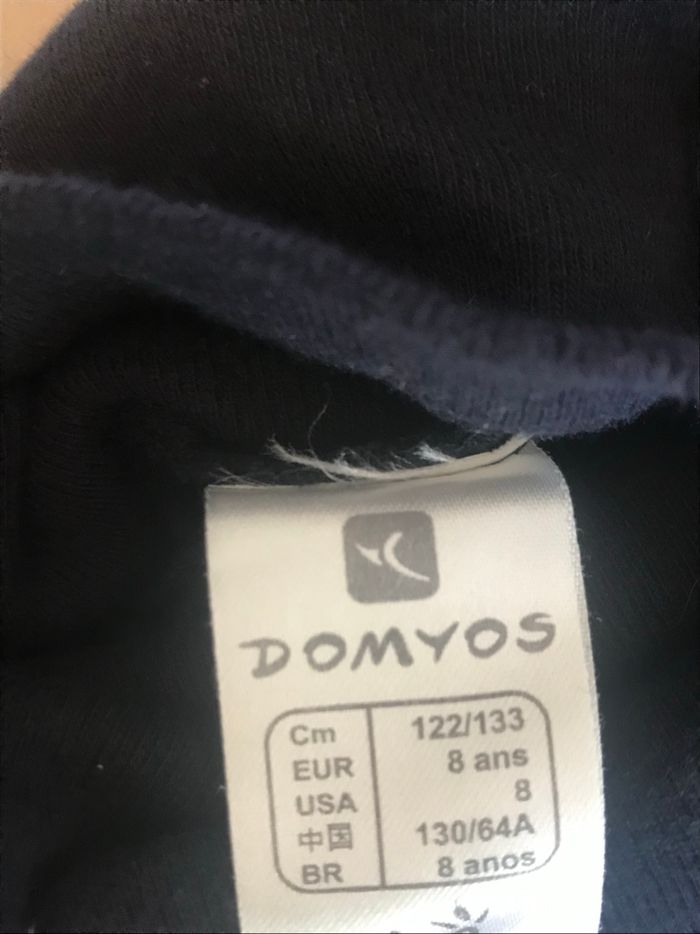 DOMYOS
Cm 122/133
EUR 8 ans
USA 8
中国 130/64A
BR 8 anos